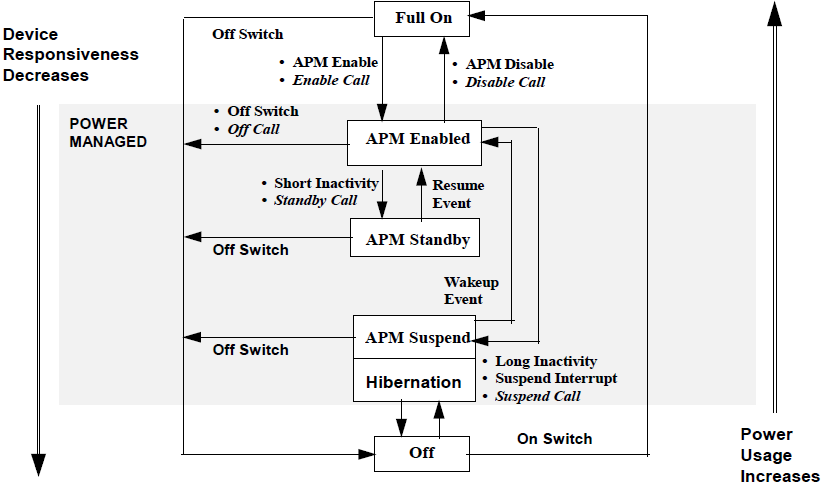 Full On
Device
Responsiveness
Decreases
Off Switch
• APM Enable
• Enable Call
• APM Disable
• Disable Call
POWER
MANAGED
• Off Switch
• Off Call
APM Enabled
• Short Inactivity
• Standby Call
Resume
Event
APM Standby
Off Switch
Wakeup
Event
APM Suspend
Off Switch
Hibernation
• Long Inactivity
• Suspend Interrupt
• Suspend Call
Off
On Switch
Power
Usage
Increases